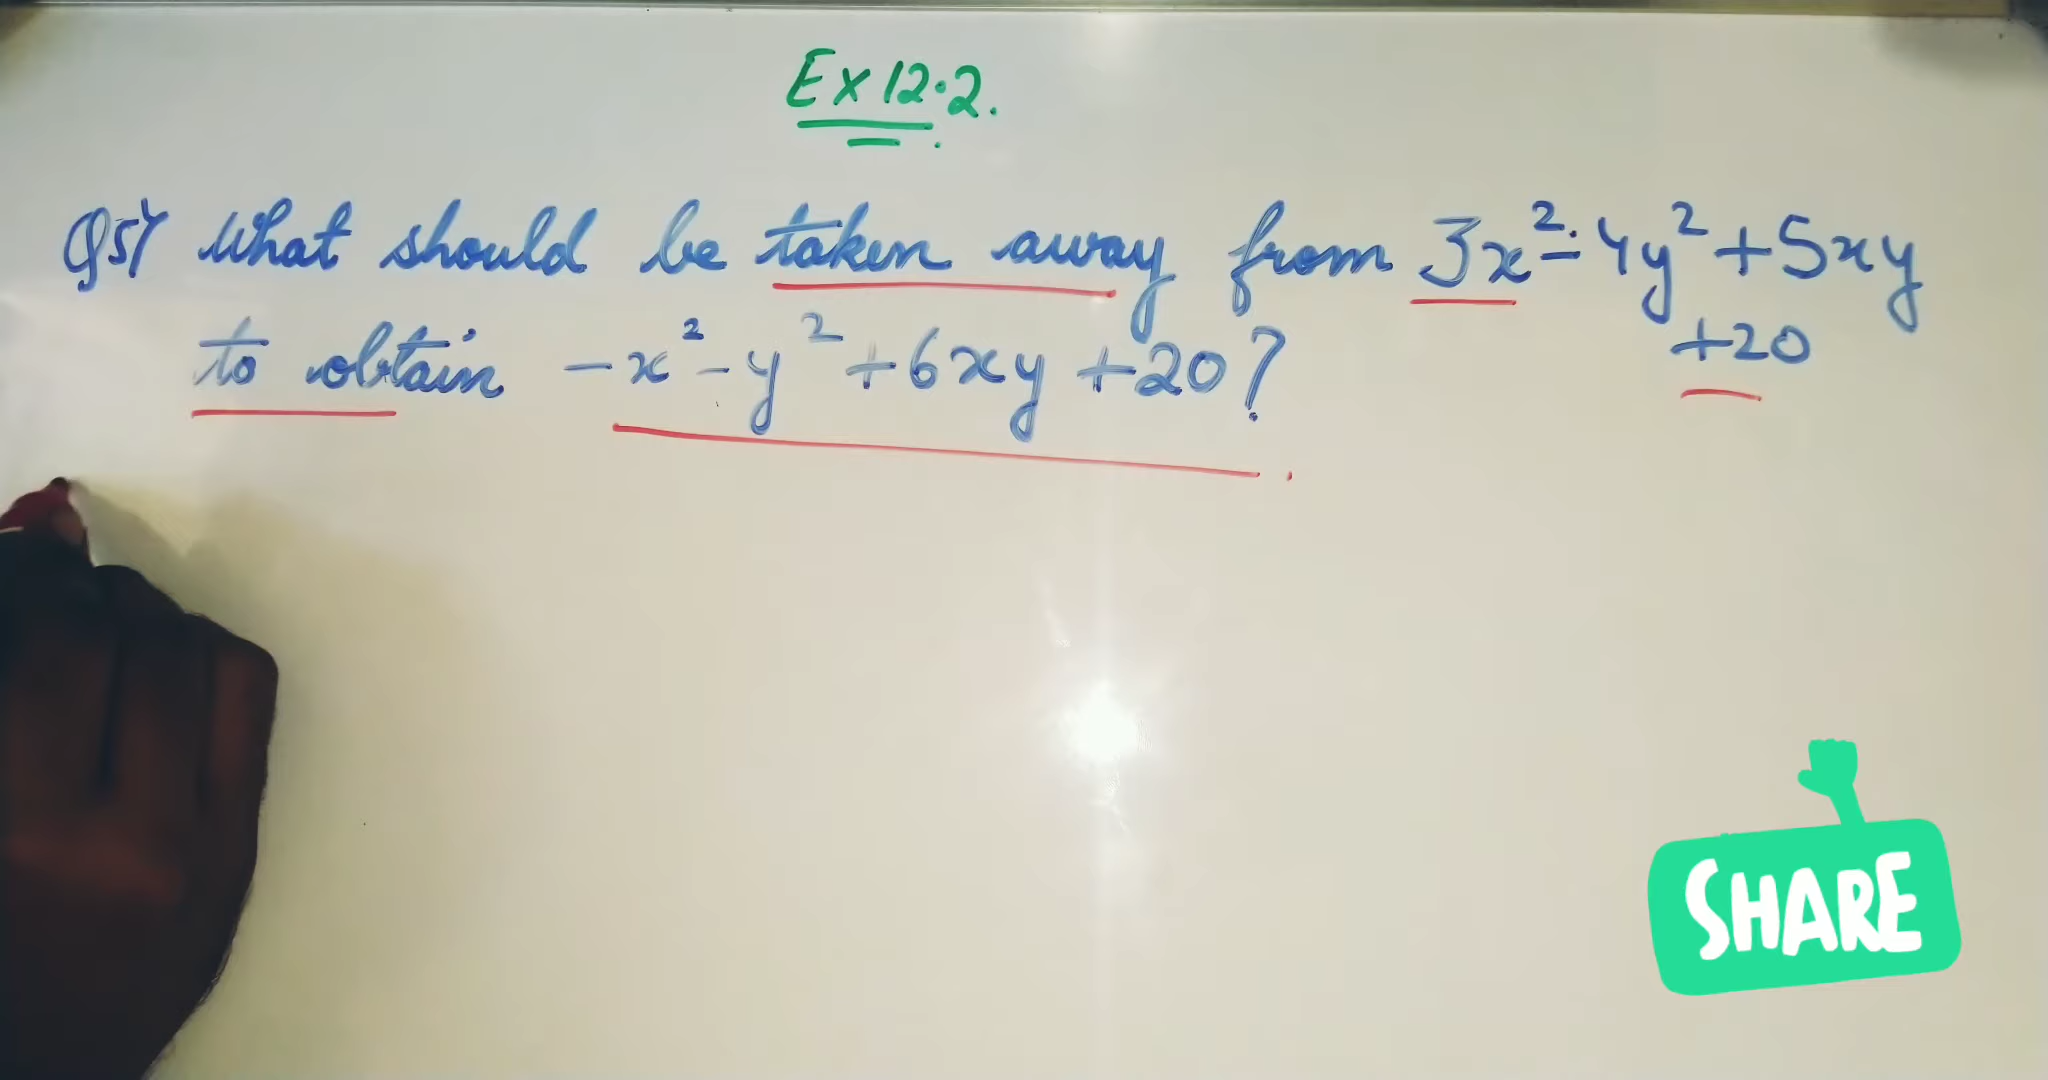 Ex 12.2.
Q5) What should be taken away from 3x² - 4y² + 5xy
+20
to obtain -x² - y² + 6xy + 20?
SHARE